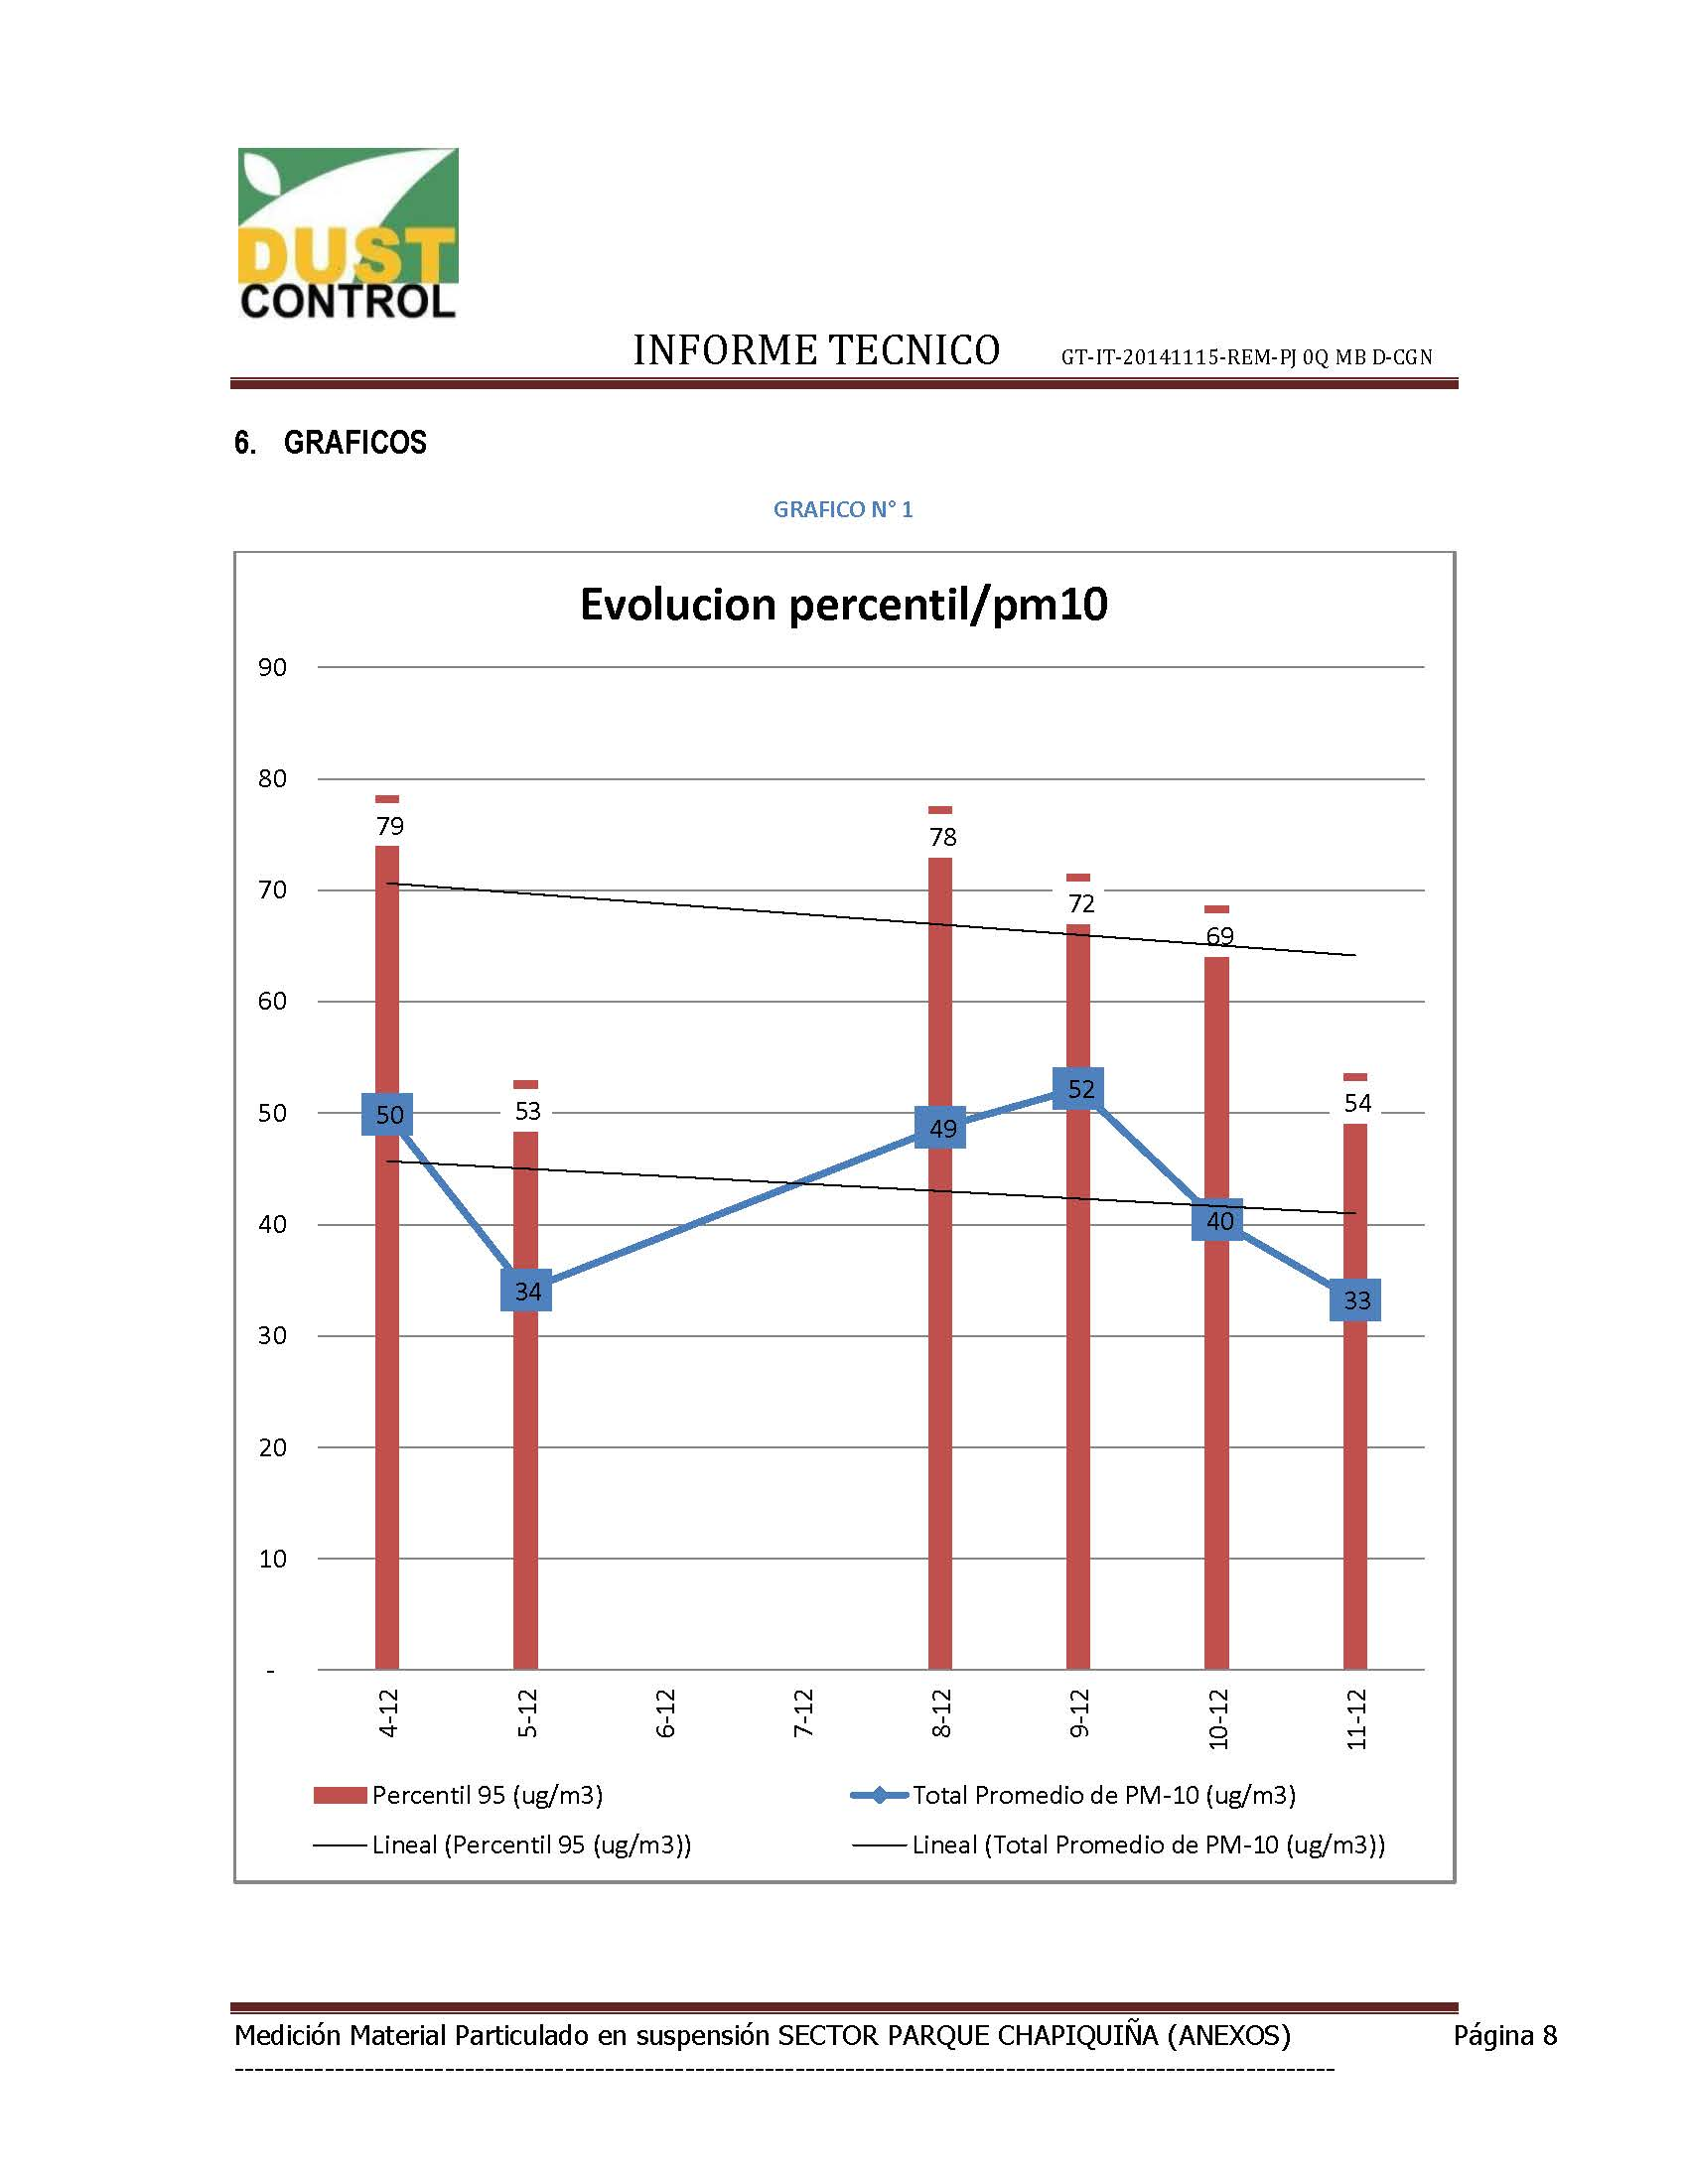 DUST
CONTROL
INFORME TECNICO GT-IT-20141115-REM-PJ 0Q MB D-CGN
6. GRAFICOS
GRAFICO N° 1
Evolucion percentil/pm10
90
80
79
78
70
72
69
60
50
50
53
49
52
54
40
40
34
33
30
20
10
-
4-12 5-12 6-12 7-12 8-12 9-12 10-12 11-12
Percentil 95 (ug/m3) Total Promedio de PM-10 (ug/m3)
Lineal (Percentil 95 (ug/m3)) Lineal (Total Promedio de PM-10 (ug/m3))
Medición Material Particulado en suspensión SECTOR PARQUE CHAPIQUIÑA (ANEXOS) Página 8